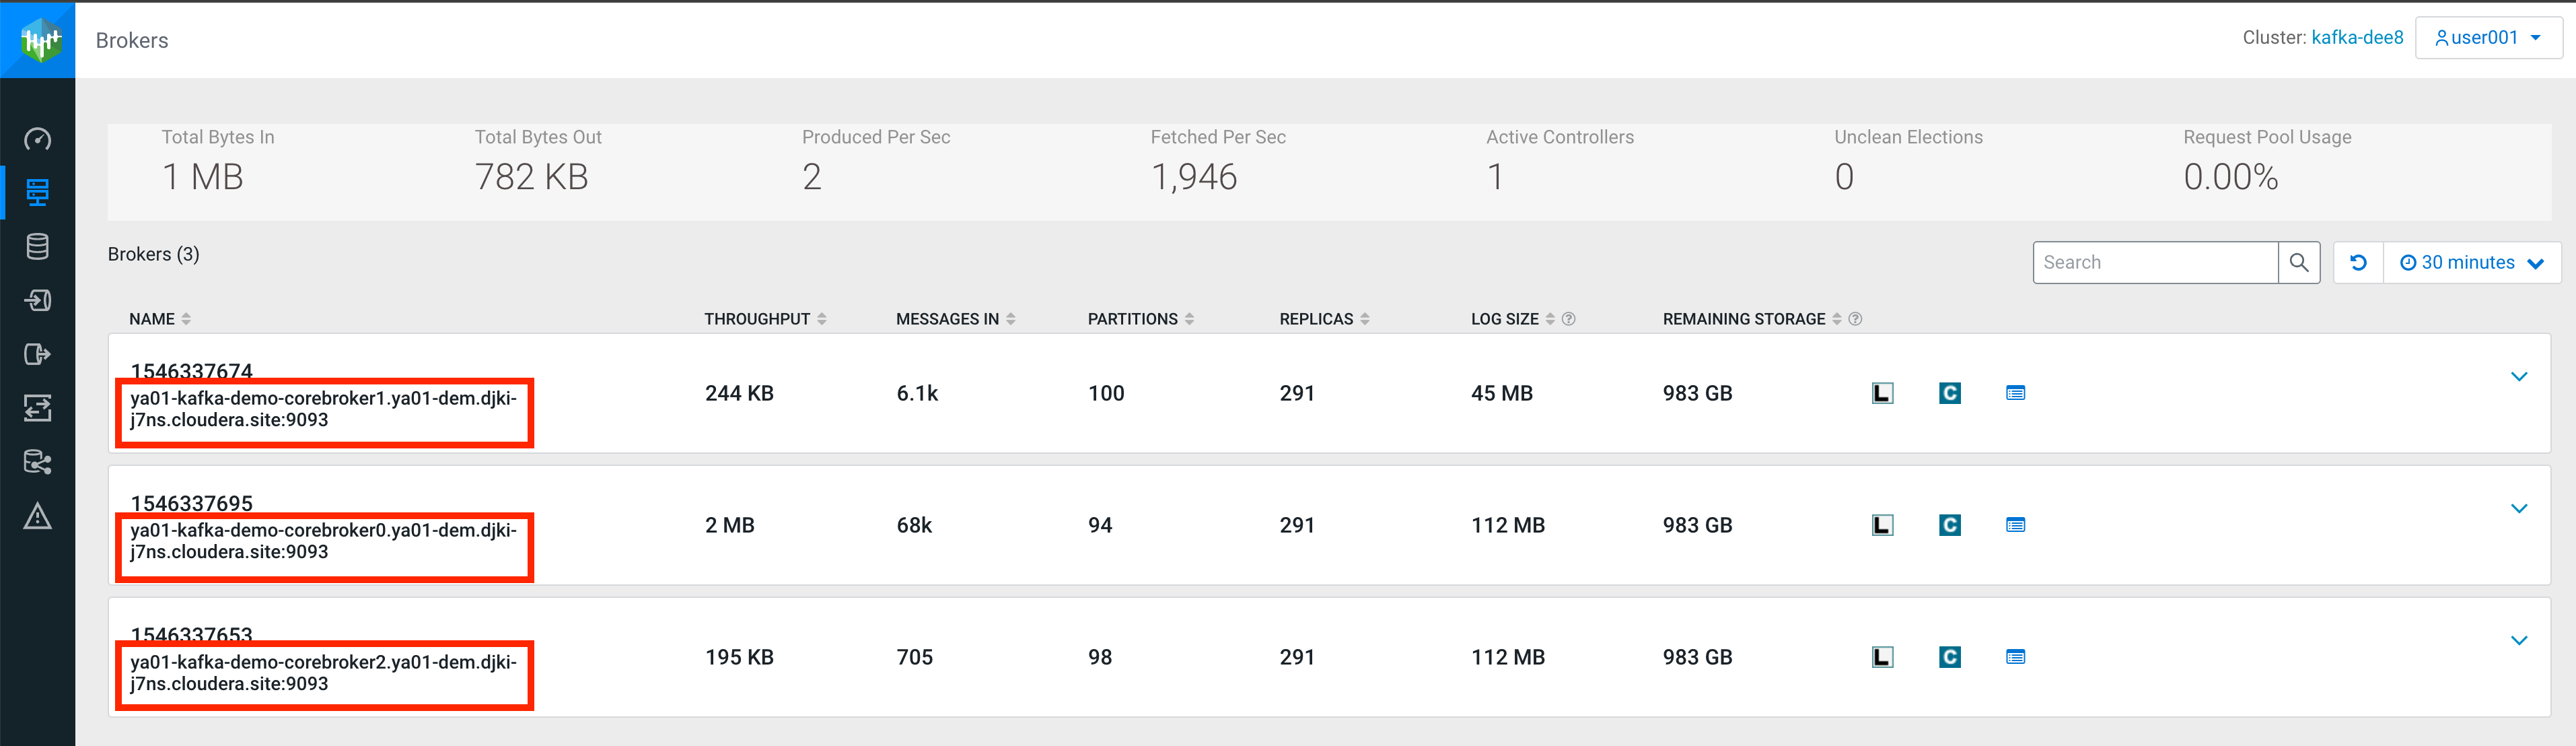 Brokers
Cluster: kafka-dee8
user001
Total Bytes In
1 MB
Total Bytes Out
782 KB
Produced Per Sec
2
Fetched Per Sec
1,946
Active Controllers
1
Unclean Elections
0
Request Pool Usage
0.00%
Brokers (3)
Search
30 minutes
NAME THROUGHPUT MESSAGES IN PARTITIONS REPLICAS LOG SIZE REMAINING STORAGE
1546337674
ya01-kafka-demo-corebroker1.ya01-dem.djki-
j7ns.cloudera.site:9093
244 KB 6.1k 100 291 45 MB 983 GB L C
1546337695
ya01-kafka-demo-corebroker0.ya01-dem.djki-
j7ns.cloudera.site:9093
2 MB 68k 94 291 112 MB 983 GB L C
1546337653
ya01-kafka-demo-corebroker2.ya01-dem.djki-
j7ns.cloudera.site:9093
195 KB 705 98 291 112 MB 983 GB L C